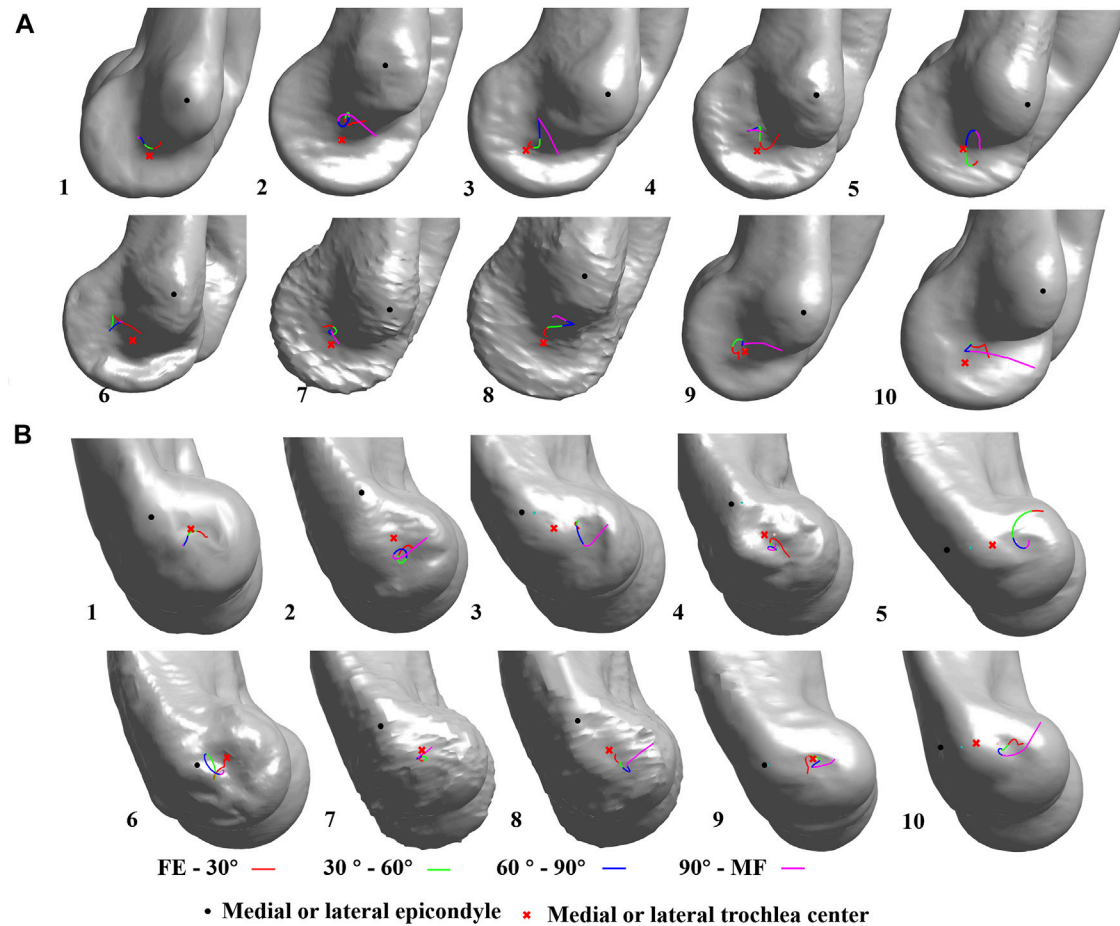 A
1 2 3 4 5
6 7 8 9 10
B
1 2 3 4 5
6 7 8 9 10
FE - 30° 30 ° - 60° 60 ° - 90° 90° - MF
Medial or lateral epicondyle Medial or lateral trochlea center